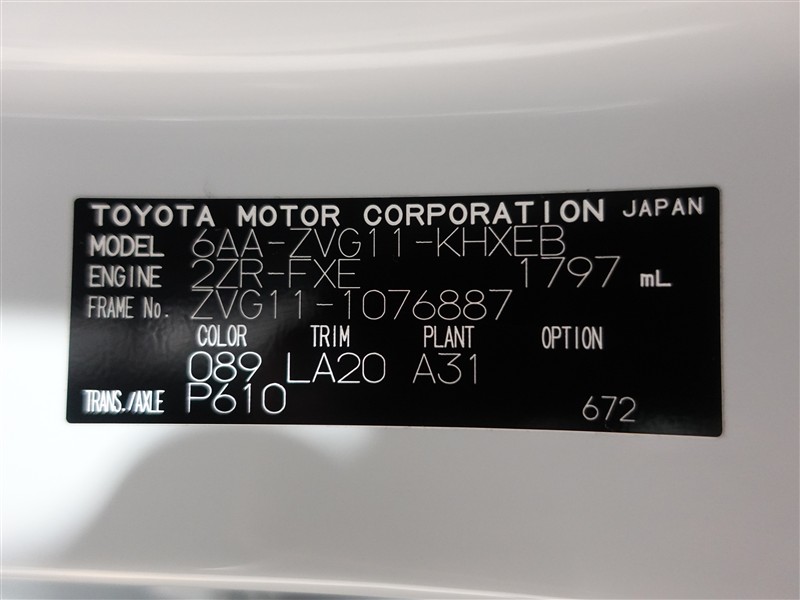 TOYOTA MOTOR CORPORATION JAPAN
MODEL 6AA-ZVG11-KHXEB
ENGINE 2ZR-FXE 1797 mL
FRAME No. ZVG11-1076887
COLOR TRIM PLANT OPTION
089 LA20 A31
TRANS./AXLE P610 672